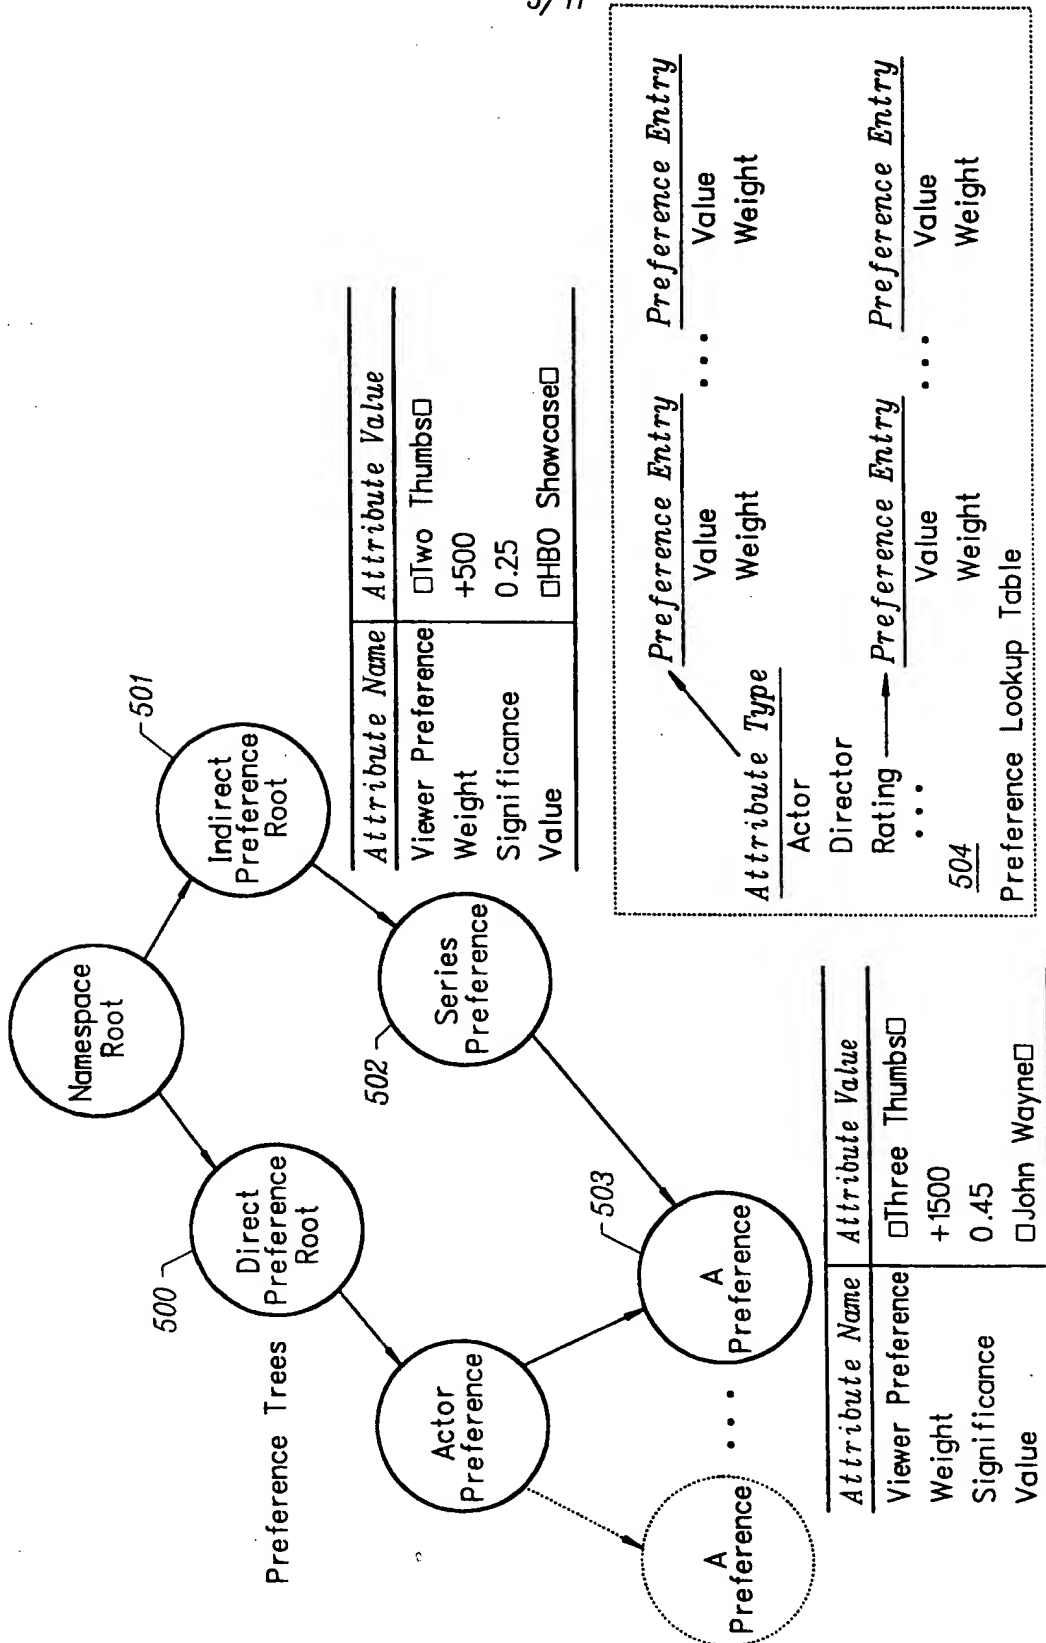 5/11
Preference Trees
Namespace
Root
500
Direct
Preference
Root
501
Indirect
Preference
Root
Actor
Preference
502
Series
Preference
A
Preference
...
503
A
Preference
Attribute Name Attribute Value
Viewer Preference □Two Thumbs□
Weight +500
Significance 0.25
Value □HBO Showcase□
Attribute Name Attribute Value
Viewer Preference □Three Thumbs□
Weight +1500
Significance 0.45
Value □John Wayne□
Attribute Type
Actor
Director
Rating
...
Preference Entry ... Preference Entry
Value Value
Weight Weight
Preference Entry ... Preference Entry
Value Value
Weight Weight
504
Preference Lookup Table